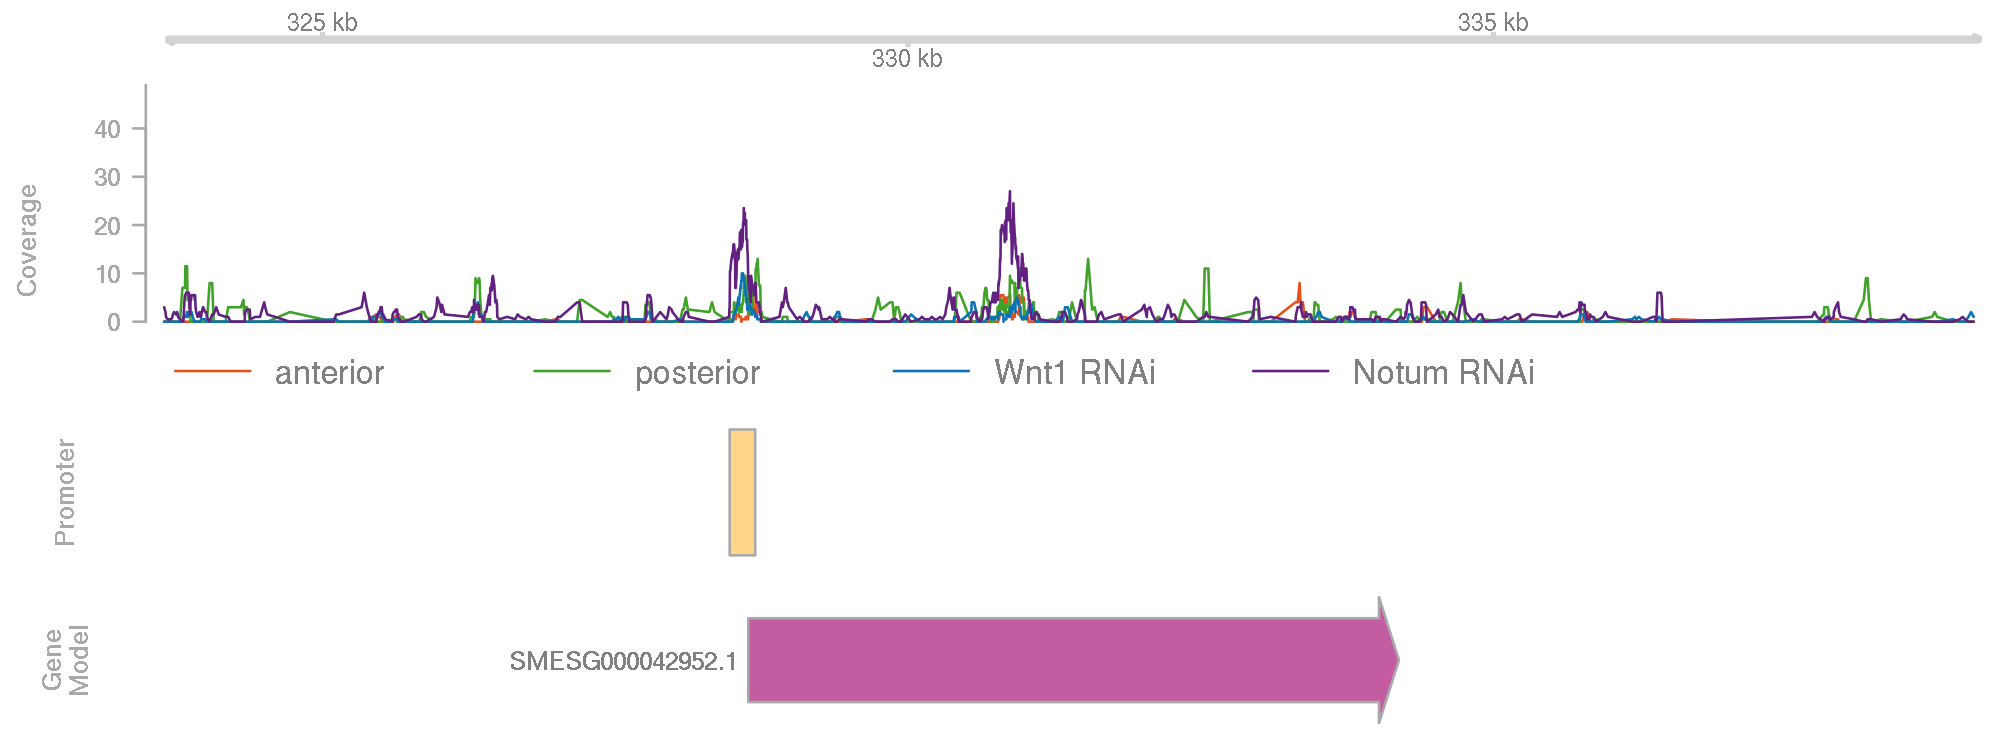 325 kb
335 kb
330 kb
Coverage
40
30
20
10
0
anterior posterior Wnt1 RNAi Notum RNAi
Promoter
Gene
Model
SMESG000042952.1